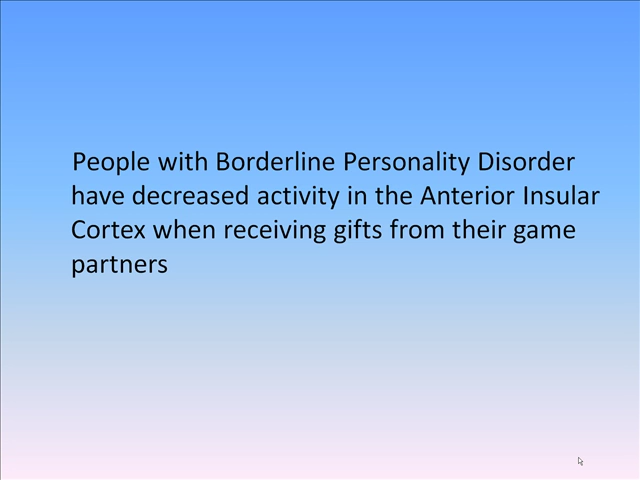 People with Borderline Personality Disorder
have decreased activity in the Anterior Insular
Cortex when receiving gifts from their game
partners